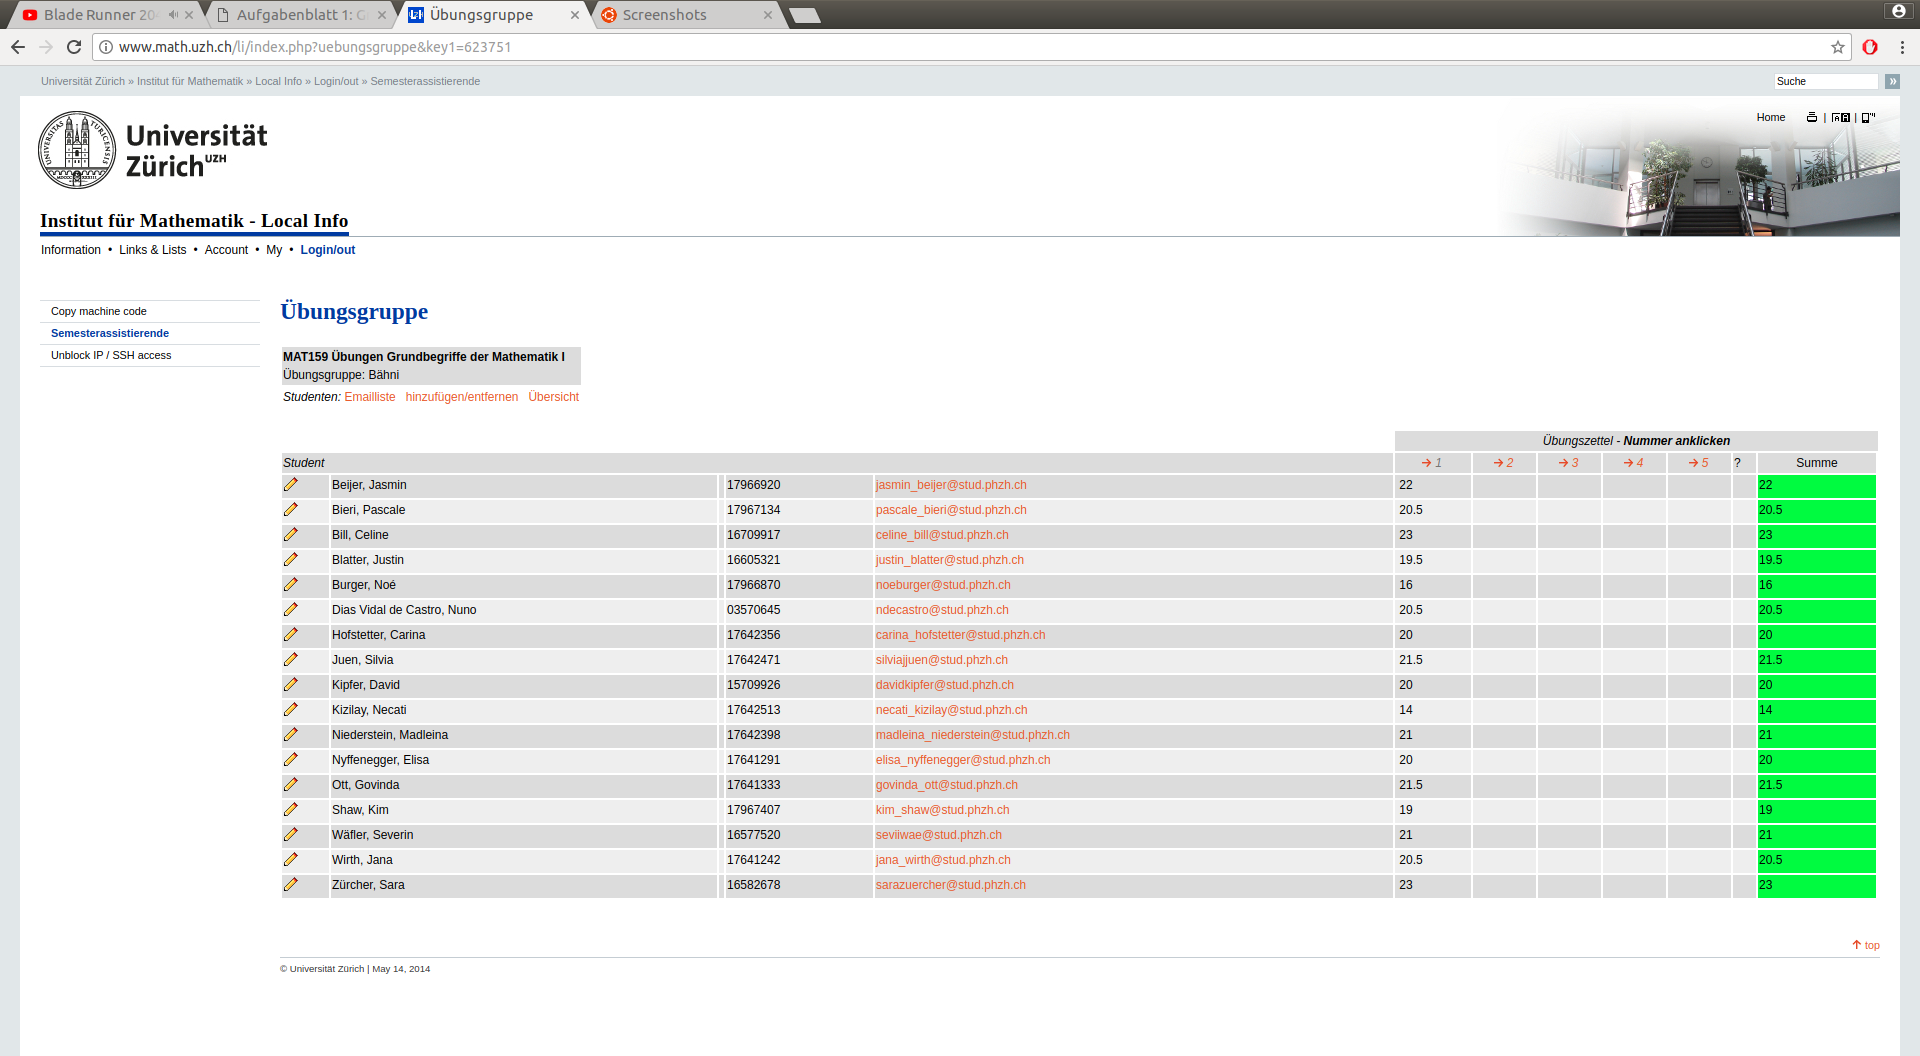 Blade Runner 204
Aufgabenblatt 1: G
Übungsgruppe
Screenshots
www.math.uzh.ch/li/index.php?uebungsgruppe&key1=623751
Universität Zürich » Institut für Mathematik » Local Info » Login/out » Semesterassistierende
Suche »
Home | |
UNIVERSITAS TURICENSIS
Universität
Zürich UZH
Institut für Mathematik - Local Info
Information • Links & Lists • Account • My • Login/out
Copy machine code
Semesterassistierende
Unblock IP / SSH access
Übungsgruppe
MAT159 Übungen Grundbegriffe der Mathematik I
Übungsgruppe: Bähni
Studenten: Emailliste hinzufügen/entfernen Übersicht
Übungszettel - Nummer anklicken
Student → 1 → 2 → 3 → 4 → 5 ? Summe
Beijer, Jasmin 17966920 jasmin_beijer@stud.phzh.ch 22 22
Bieri, Pascale 17967134 pascale_bieri@stud.phzh.ch 20.5 20.5
Bill, Celine 16709917 celine_bill@stud.phzh.ch 23 23
Blatter, Justin 16605321 justin_blatter@stud.phzh.ch 19.5 19.5
Burger, Noé 17966870 noeburger@stud.phzh.ch 16 16
Dias Vidal de Castro, Nuno 03570645 ndecastro@stud.phzh.ch 20.5 20.5
Hofstetter, Carina 17642356 carina_hofstetter@stud.phzh.ch 20 20
Juen, Silvia 17642471 silviajjuen@stud.phzh.ch 21.5 21.5
Kipfer, David 15709926 davidkipfer@stud.phzh.ch 20 20
Kizilay, Necati 17642513 necati_kizilay@stud.phzh.ch 14 14
Niederstein, Madleina 17642398 madleina_niederstein@stud.phzh.ch 21 21
Nyffenegger, Elisa 17641291 elisa_nyffenegger@stud.phzh.ch 20 20
Ott, Govinda 17641333 govinda_ott@stud.phzh.ch 21.5 21.5
Shaw, Kim 17967407 kim_shaw@stud.phzh.ch 19 19
Wäfler, Severin 16577520 seviiwae@stud.phzh.ch 21 21
Wirth, Jana 17641242 jana_wirth@stud.phzh.ch 20.5 20.5
Zürcher, Sara 16582678 sarazuercher@stud.phzh.ch 23 23
↑ top
© Universität Zürich | May 14, 2014